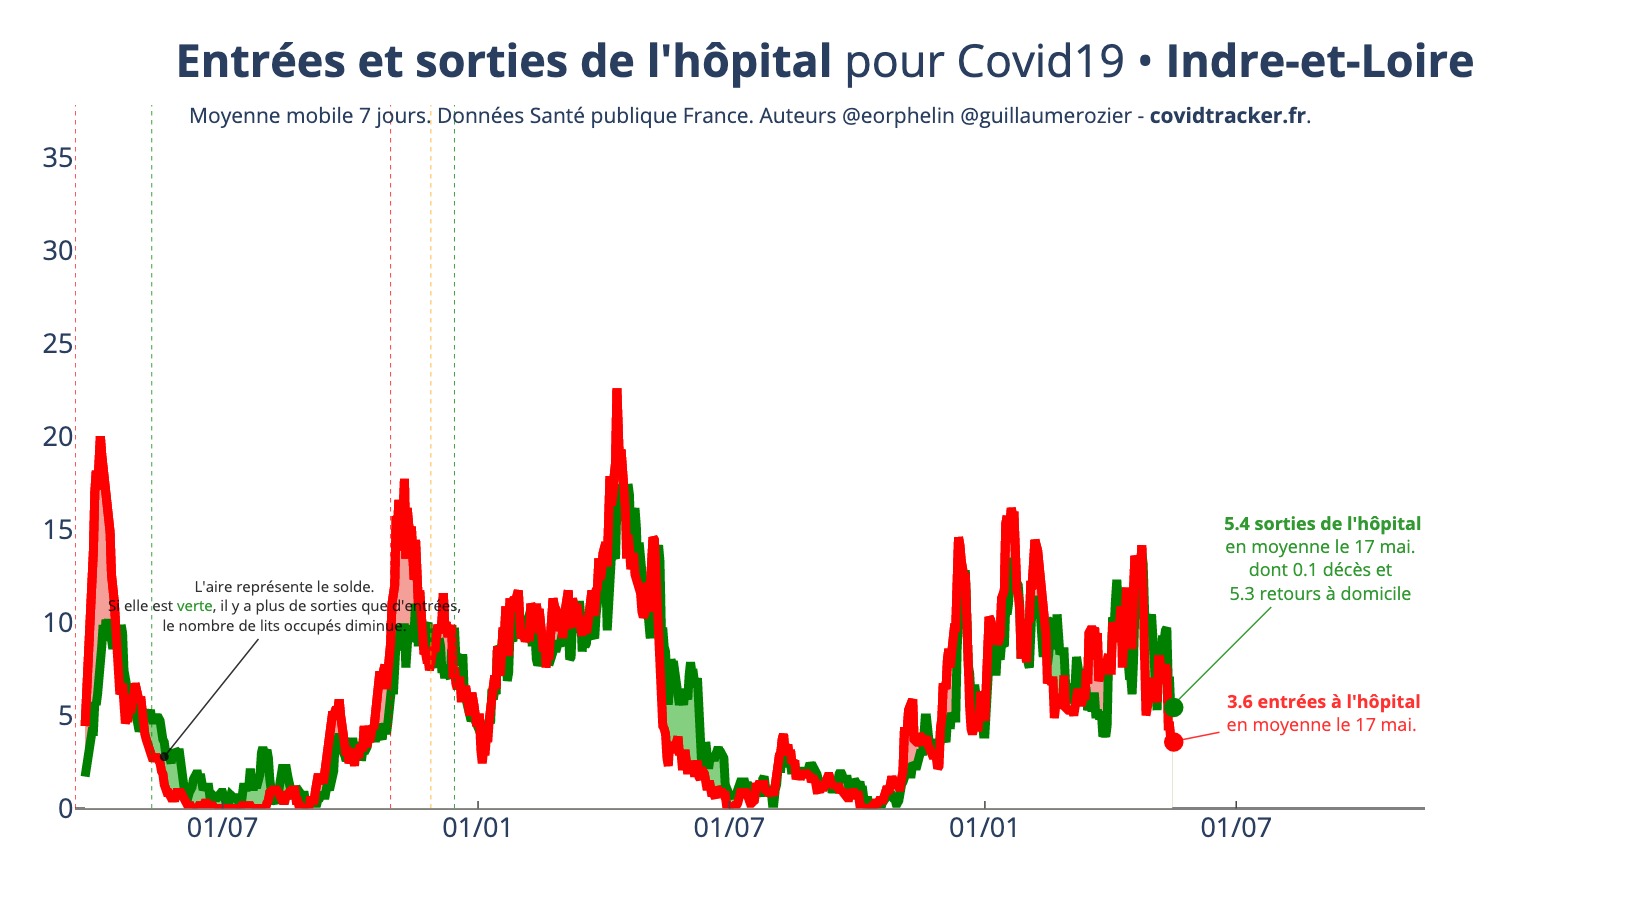 Entrées et sorties de l'hôpital pour Covid19 • Indre-et-Loire
Moyenne mobile 7 jours. Données Santé publique France. Auteurs @eorphelin @guillaumerozier - covidtracker.fr.
35
30
25
20
15
10
5
0
L'aire représente le solde.
Si elle est verte, il y a plus de sorties que d'entrées,
le nombre de lits occupés diminue.
5.4 sorties de l'hôpital
en moyenne le 17 mai.
dont 0.1 décès et
5.3 retours à domicile
3.6 entrées à l'hôpital
en moyenne le 17 mai.
01/07 01/01 01/07 01/01 01/07